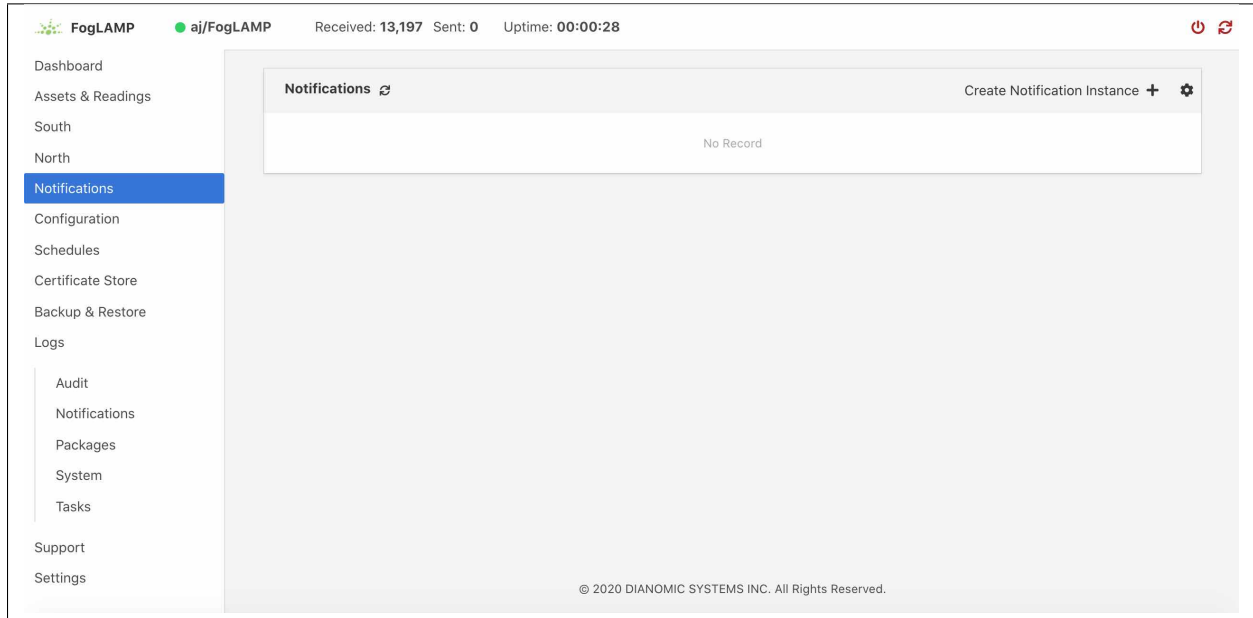 FogLAMP aj/FogLAMP Received: 13,197 Sent: 0 Uptime: 00:00:28
Dashboard
Assets & Readings
South
North
Notifications
Configuration
Schedules
Certificate Store
Backup & Restore
Logs
Audit
Notifications
Packages
System
Tasks
Support
Settings
Notifications Create Notification Instance
No Record
© 2020 DIANOMIC SYSTEMS INC. All Rights Reserved.